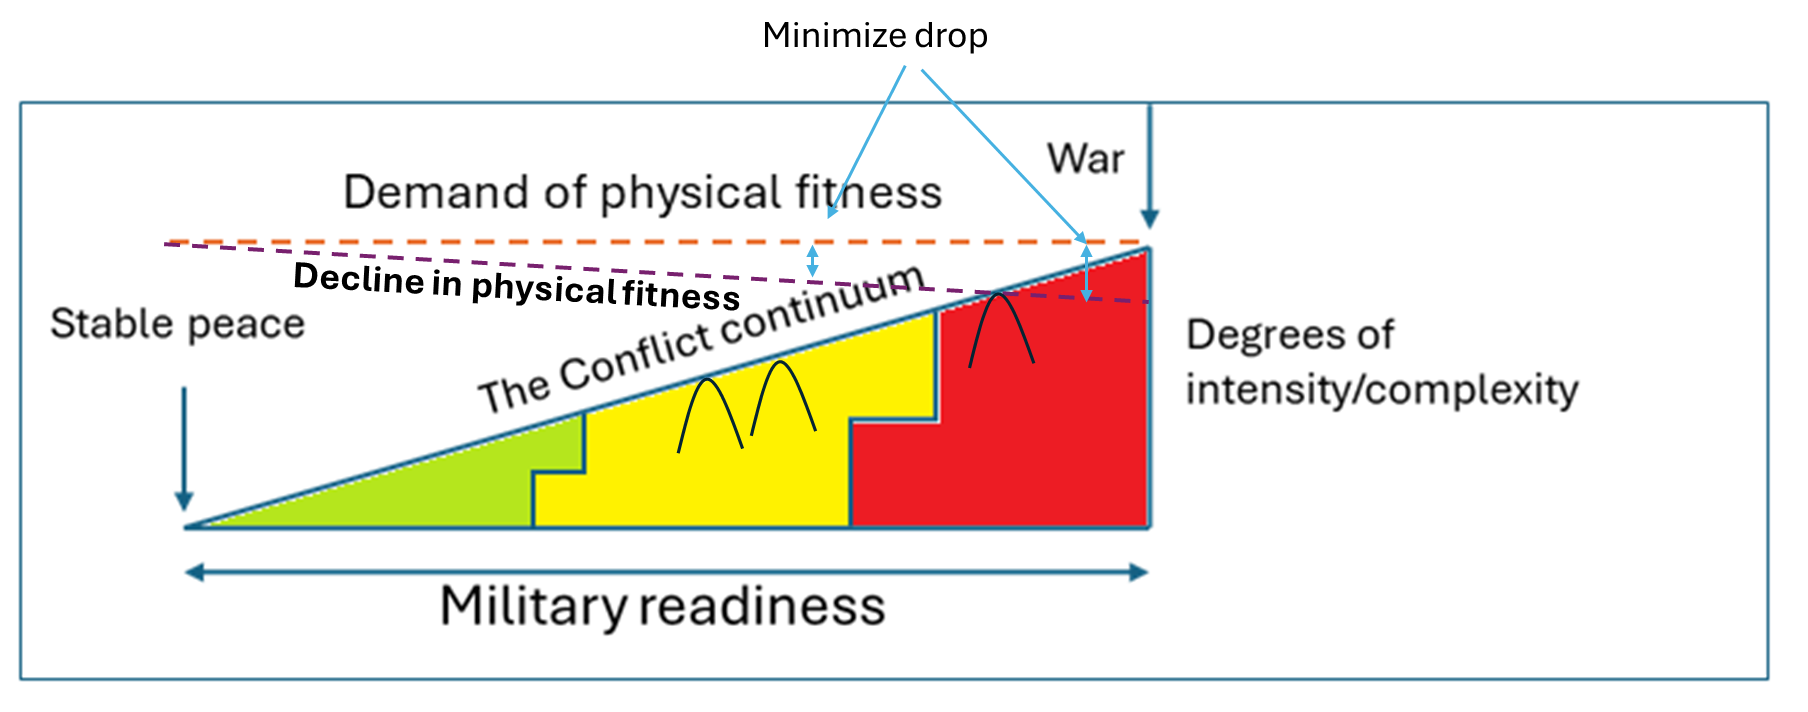 Minimize drop
War
Demand of physical fitness
Decline in physical fitness
The Conflict continuum
Stable peace
Degrees of
intensity/complexity
Military readiness